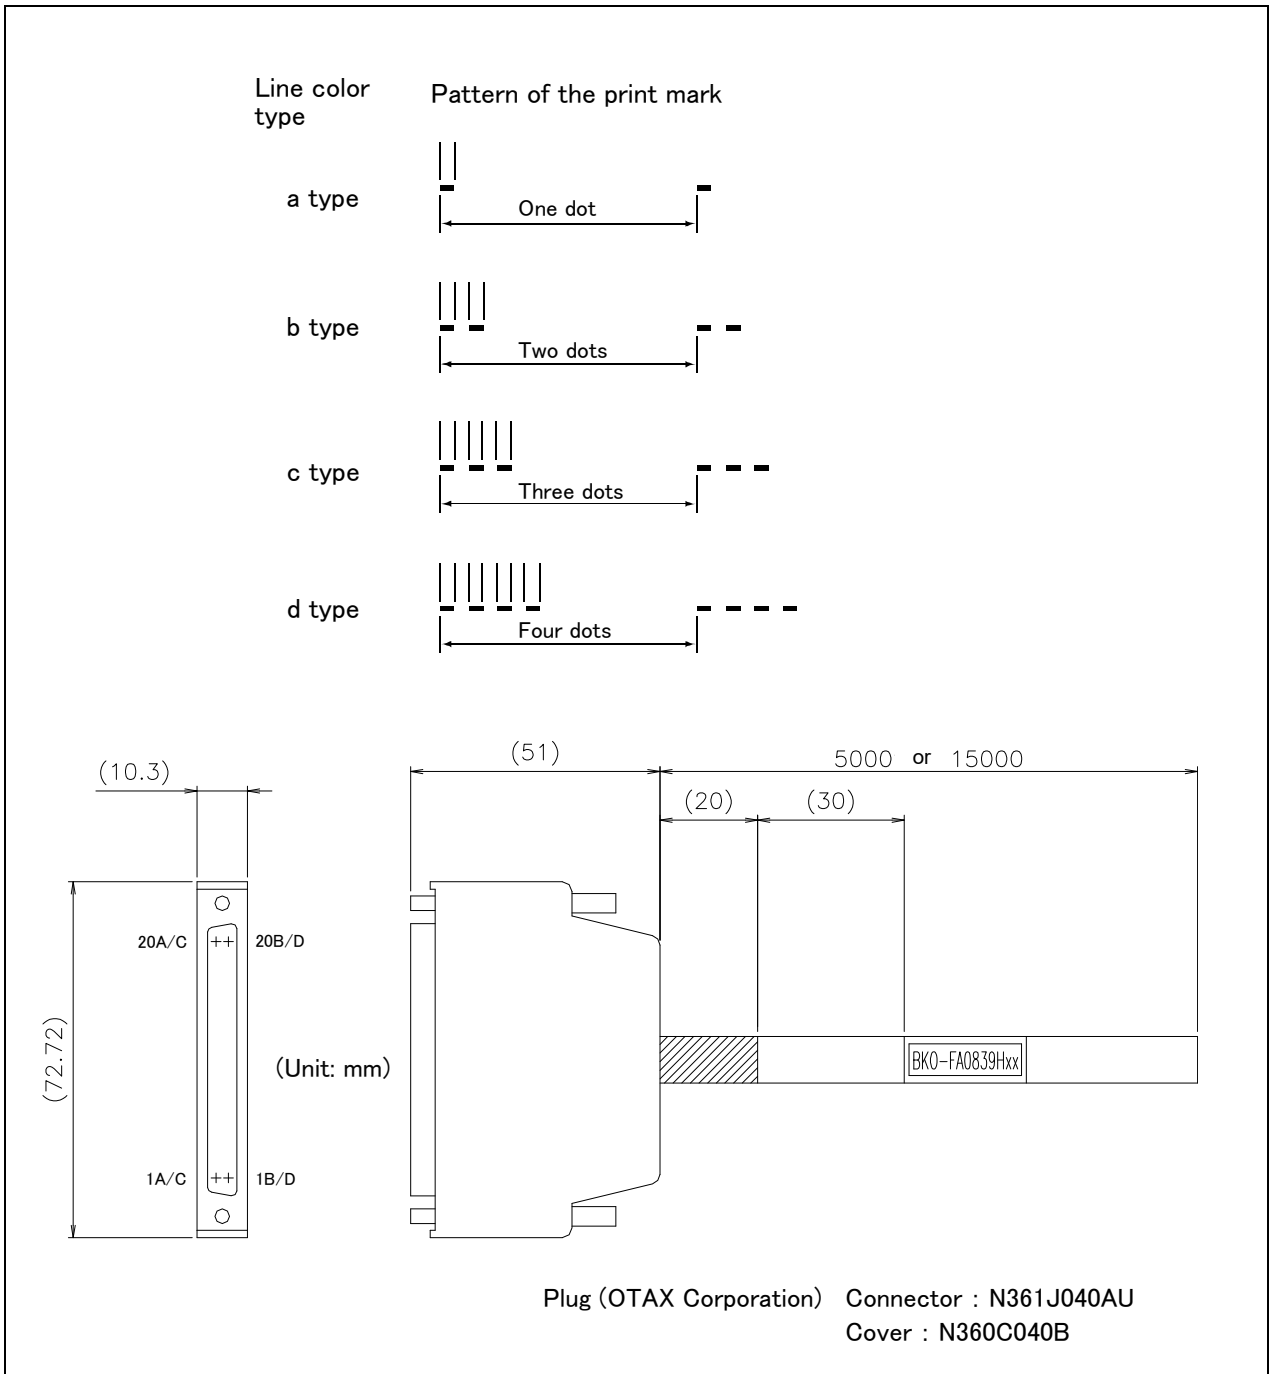 Line color
type
Pattern of the print mark
a type
One dot
b type
Two dots
c type
Three dots
d type
Four dots
(10.3)
(51)
5000 or 15000
(20)
(30)
20A/C
20B/D
(72.72)
(Unit: mm)
BKO-FA0839Hxx
1A/C
1B/D
Plug (OTAX Corporation) Connector : N361J040AU
Cover : N360C040B